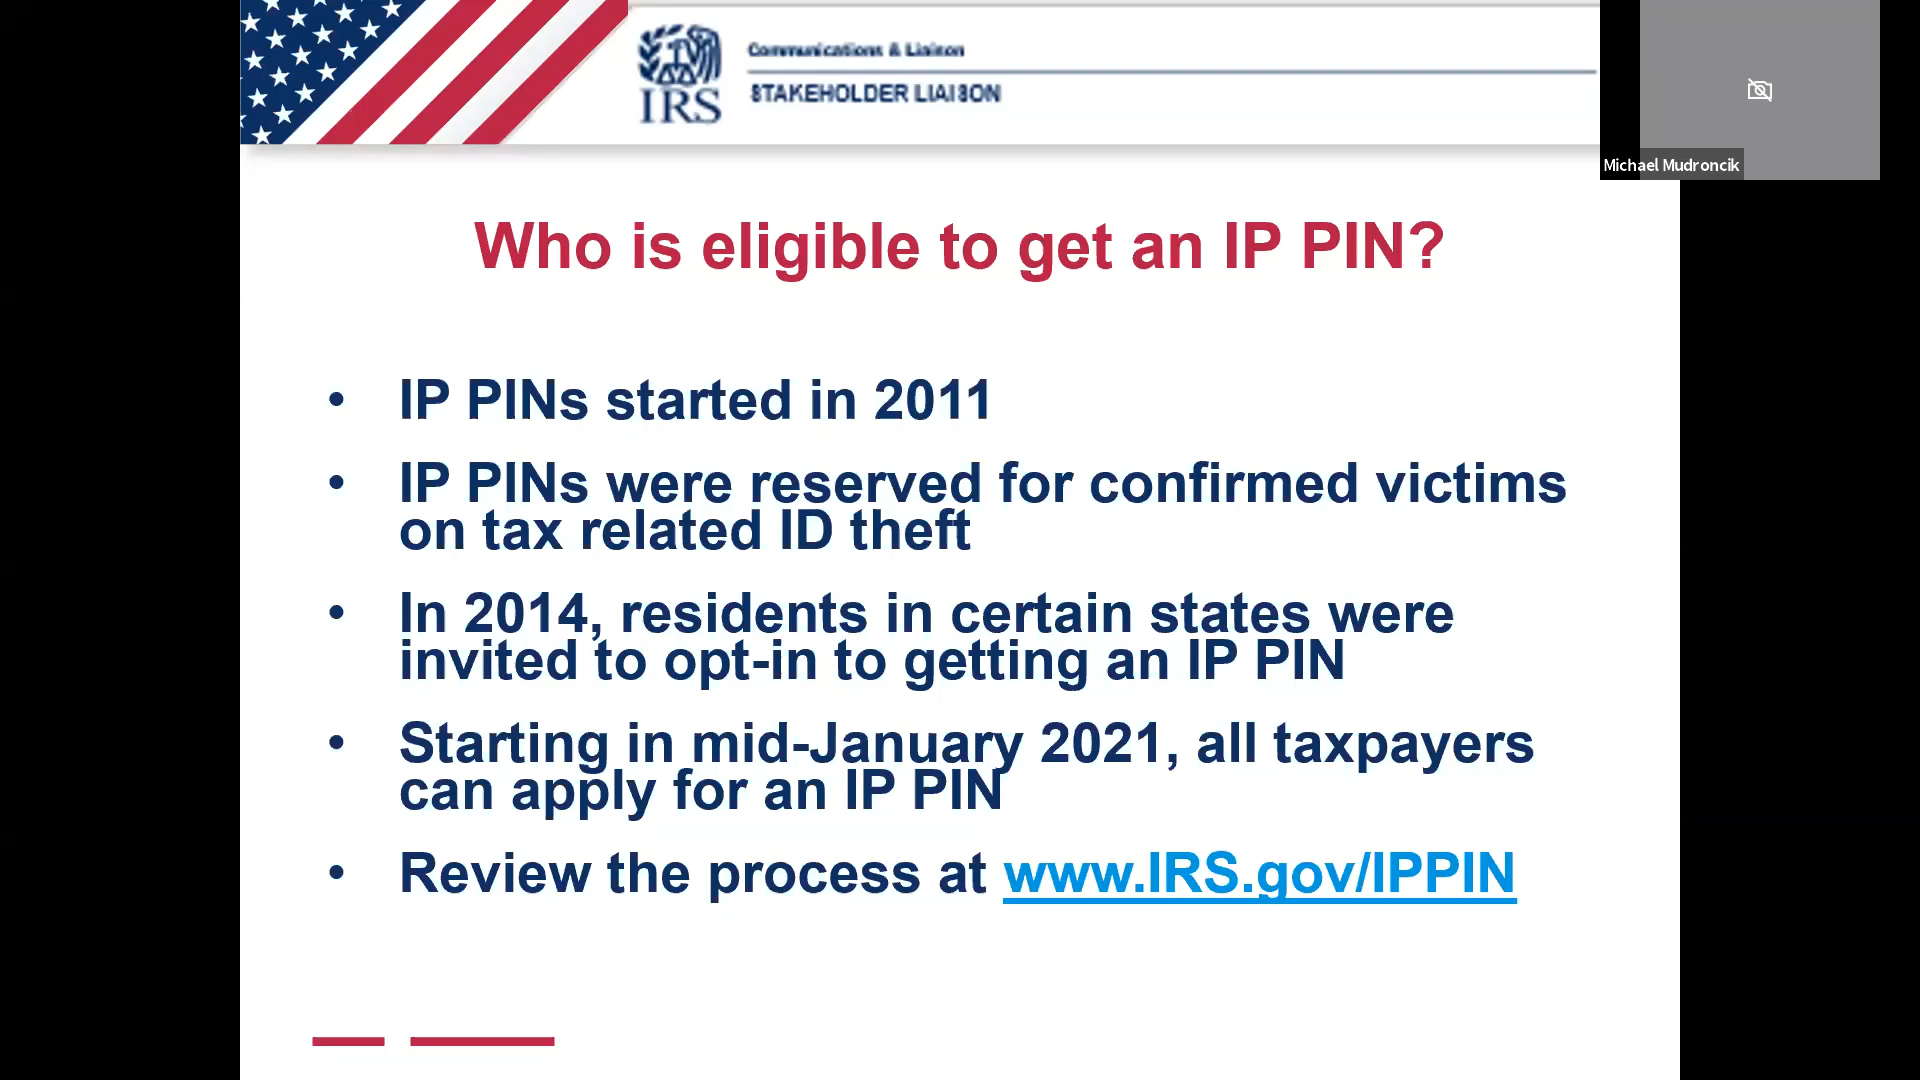 Communications & Liaison
IRS
STAKEHOLDER LIAISON
Michael Mudroncik
Who is eligible to get an IP PIN?
• IP PINs started in 2011
• IP PINs were reserved for confirmed victims
on tax related ID theft
• In 2014, residents in certain states were
invited to opt-in to getting an IP PIN
• Starting in mid-January 2021, all taxpayers
can apply for an IP PIN
• Review the process at www.IRS.gov/IPPIN